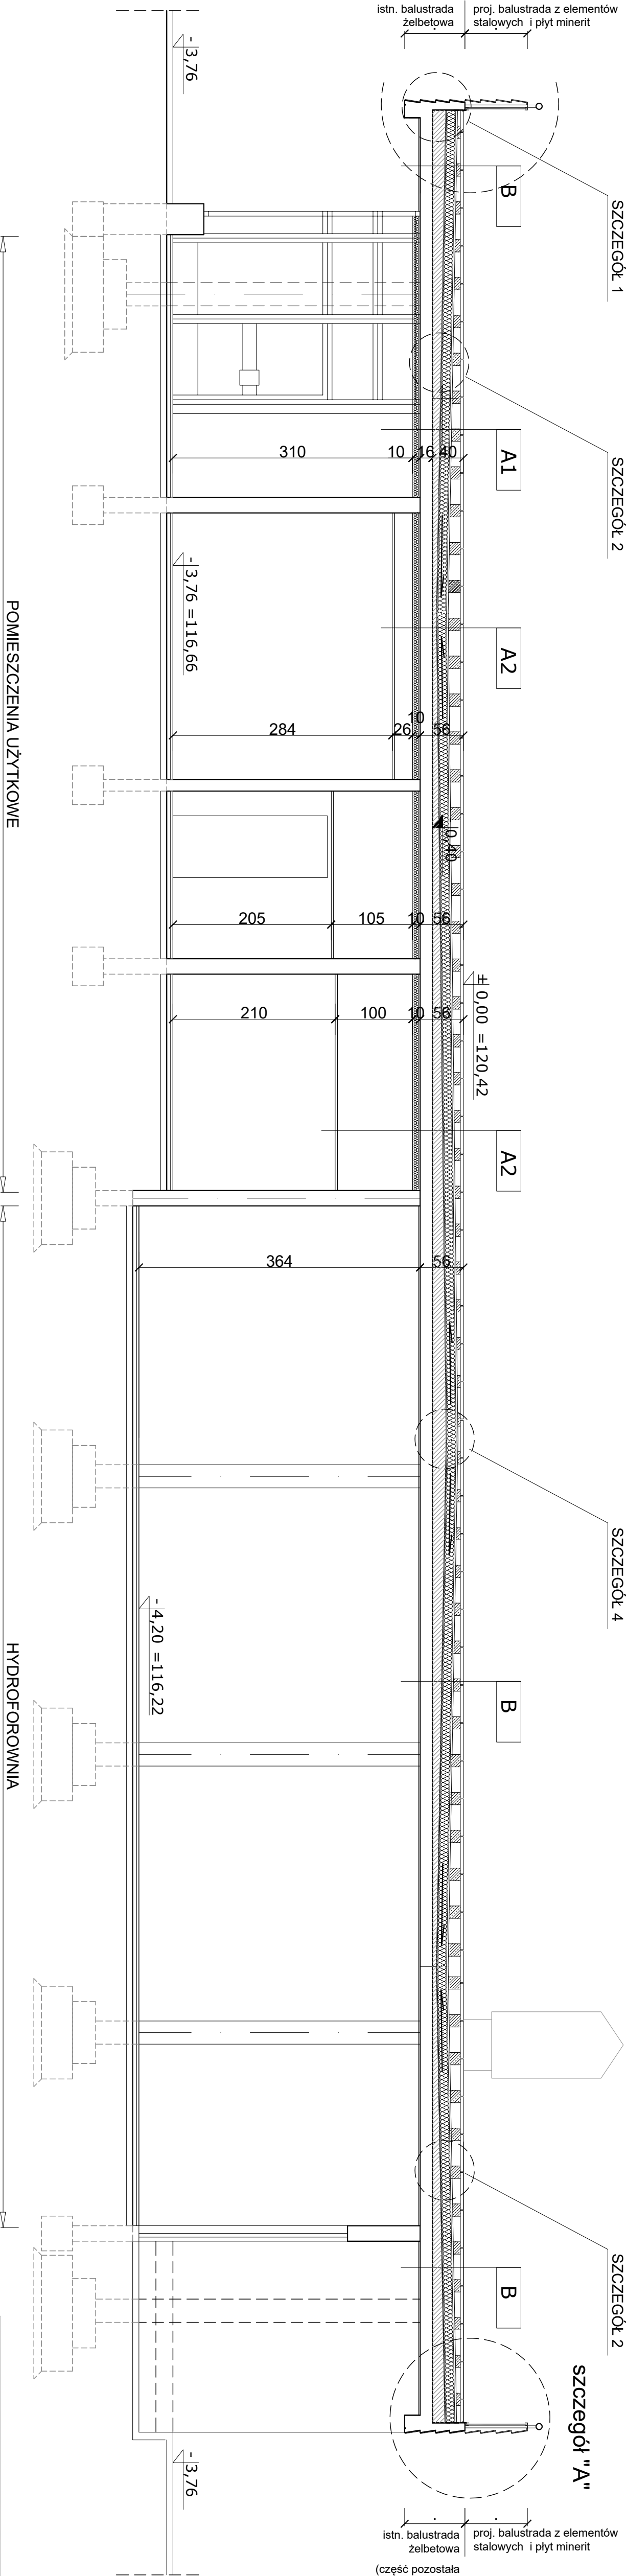 istn. balustrada
żelbetowa
proj. balustrada z elementów
stalowych i płyt minerit
- 3,76
SZCZEGÓŁ 1
B
SZCZEGÓŁ 2
A1
310
10
16
40
- 3,76 =116,66
A2
POMIESZCZENIA UŻYTKOWE
284
26
10
56
- 0,40
205
105
10
56
± 0,00 =120,42
210
100
10
56
A2
364
56
SZCZEGÓŁ 4
- 4,20 =116,22
B
HYDROFOROWNIA
SZCZEGÓŁ 2
B
szczegół "A"
- 3,76
istn. balustrada
żelbetowa
(część pozostała
proj. balustrada z elementów
stalowych i płyt minerit